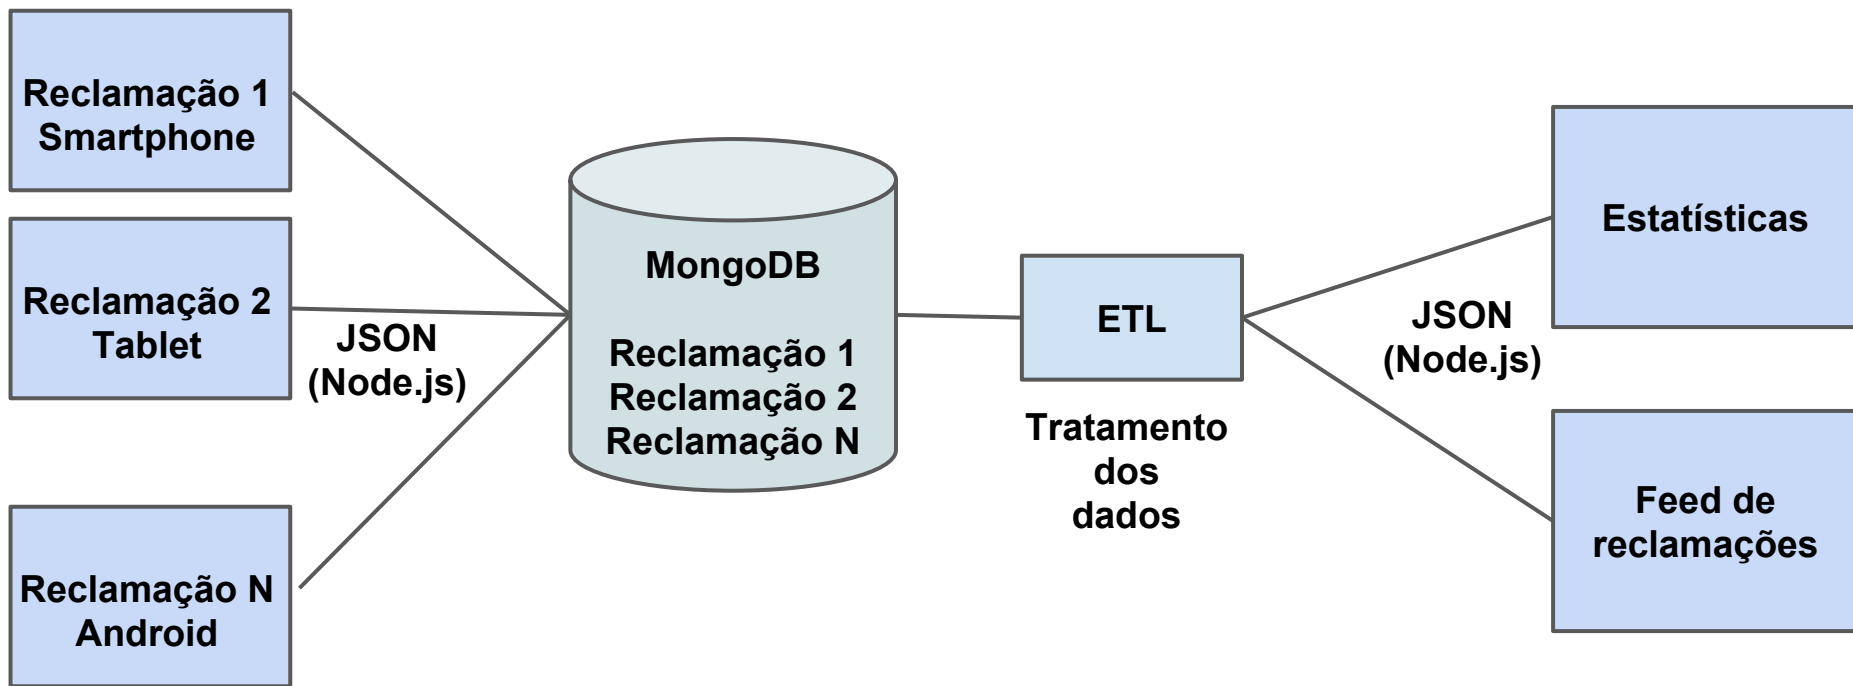 Reclamação 1
Smartphone
Reclamação 2
Tablet
Reclamação N
Android
JSON
(Node.js)
MongoDB
Reclamação 1
Reclamação 2
Reclamação N
ETL
Tratamento
dos
dados
JSON
(Node.js)
Estatísticas
Feed de
reclamações